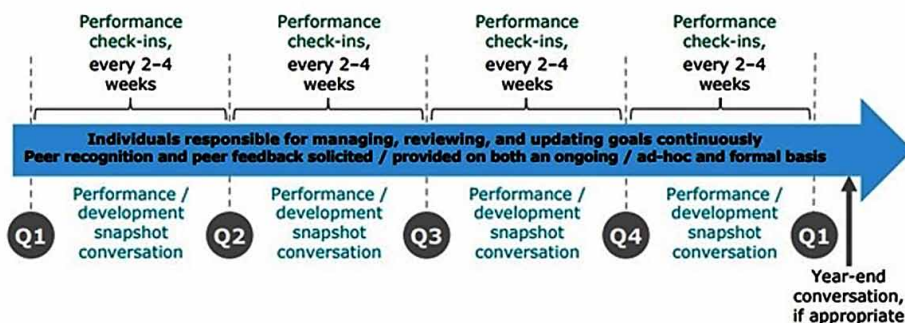 Performance
check-ins,
every 2–4
weeks
Performance
check-ins,
every 2–4
weeks
Performance
check-ins,
every 2–4
weeks
Performance
check-ins,
every 2–4
weeks
Individuals responsible for managing, reviewing, and updating goals continuously
Peer recognition and peer feedback solicited / provided on both an ongoing / ad-hoc and formal basis
Q1
Performance /
development
snapshot
conversation
Q2
Performance /
development
snapshot
conversation
Q3
Performance /
development
snapshot
conversation
Q4
Performance /
development
snapshot
conversation
Q1
Year-end
conversation,
if appropriate